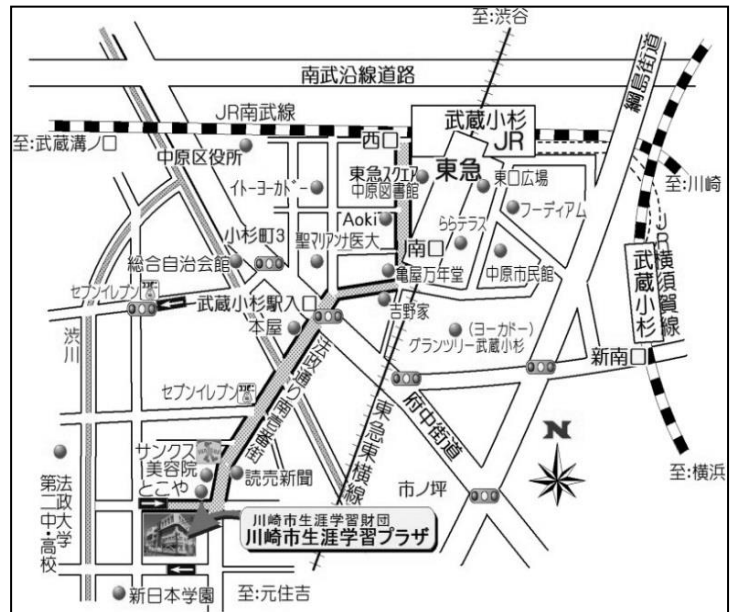 至:渋谷
南武沿線道路
綱島街道
JR南武線
武蔵小杉
JR
至:武蔵溝ノ口
西口
中原区役所
東急スクエア
中原図書館
東急
東口広場
至:川崎
イトーヨーカドー
フーディアム
Aoki
ららテラス
小杉町3
聖マリアンナ医大
南口
JR横須賀線
武蔵小杉
総合自治会館
亀屋万年堂
中原市民館
セブンイレブン
武蔵小杉駅入口
吉野家
本屋
(ヨーカドー)
グランツリー武蔵小杉
新南口
渋川
法政通り南壱番街
セブンイレブン
東急東横線
府中街道
N
サンクス
美容院
とこや
読売新聞
市ノ坪
至:横浜
法政大学
第二中・高校
川崎市生涯学習財団
川崎市生涯学習プラザ
新日本学園
至:元住吉